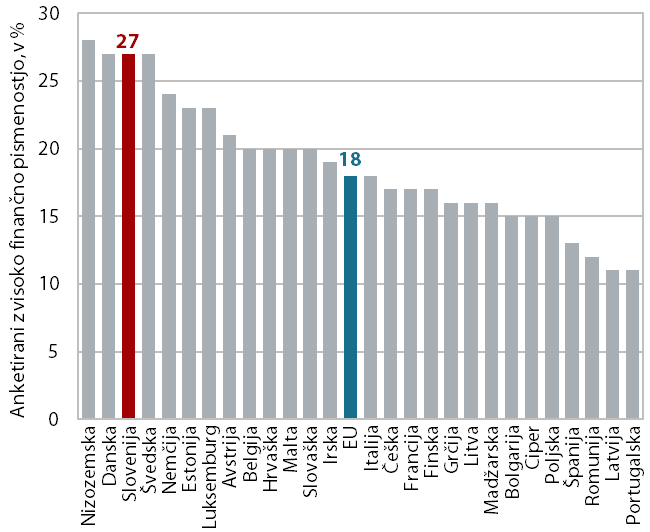 Anketirani z visoko finančno pismenostjo, v %
30
25
20
15
10
5
0
27
18
Nizozemska
Danska
Slovenija
Švedska
Nemčija
Estonija
Luksemburg
Avstrija
Belgija
Hrvaška
Malta
Slovaška
Irska
EU
Italija
Češka
Francija
Finska
Grčija
Litva
Madžarska
Bolgarija
Ciper
Poljska
Španija
Romunija
Latvija
Portugalska